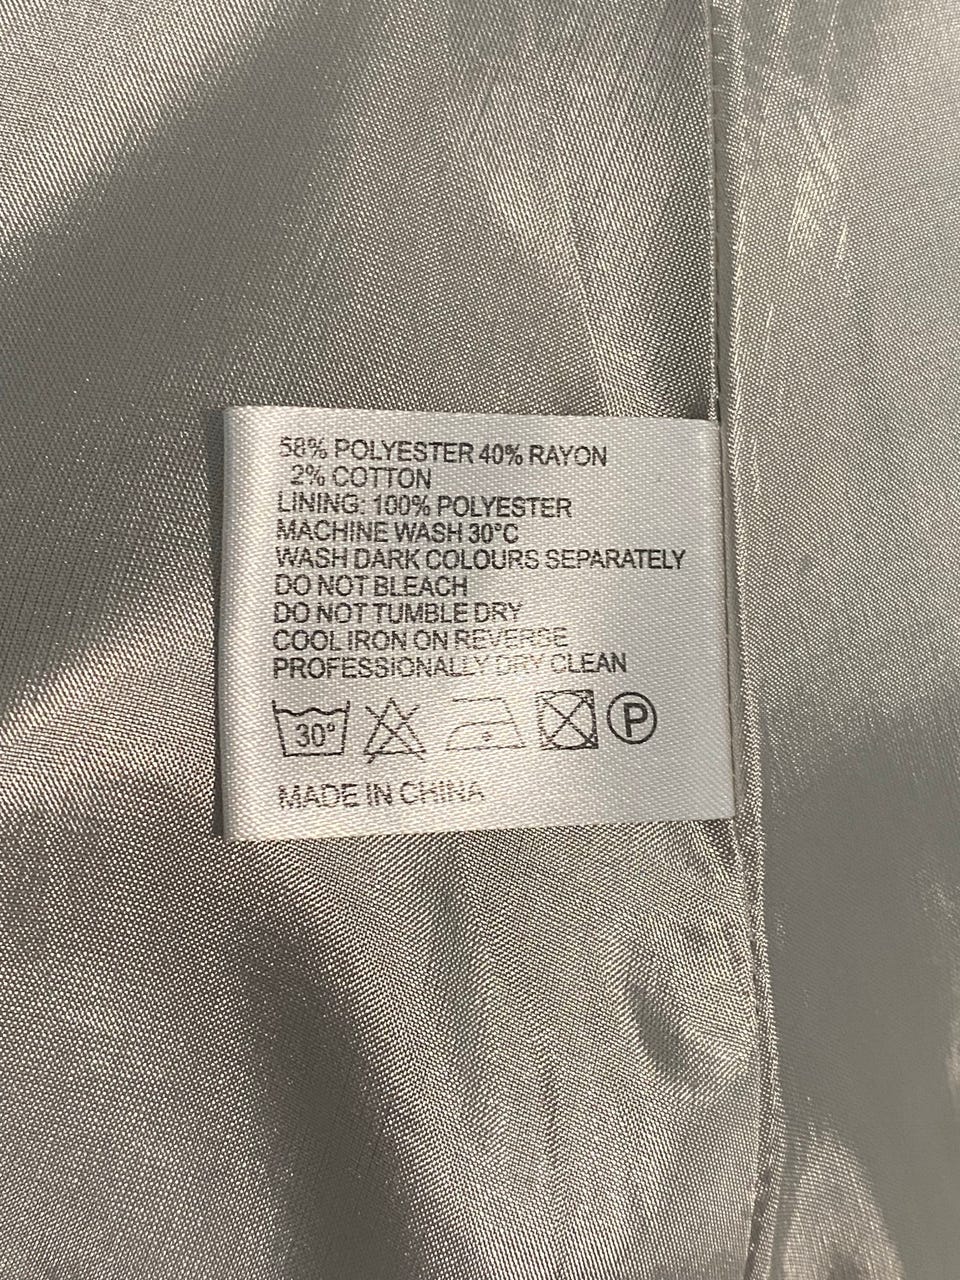 58% POLYESTER 40% RAYON
2% COTTON
LINING: 100% POLYESTER
MACHINE WASH 30°C
WASH DARK COLOURS SEPARATELY
DO NOT BLEACH
DO NOT TUMBLE DRY
COOL IRON ON REVERSE
PROFESSIONALLY DRY CLEAN
30° P
MADE IN CHINA